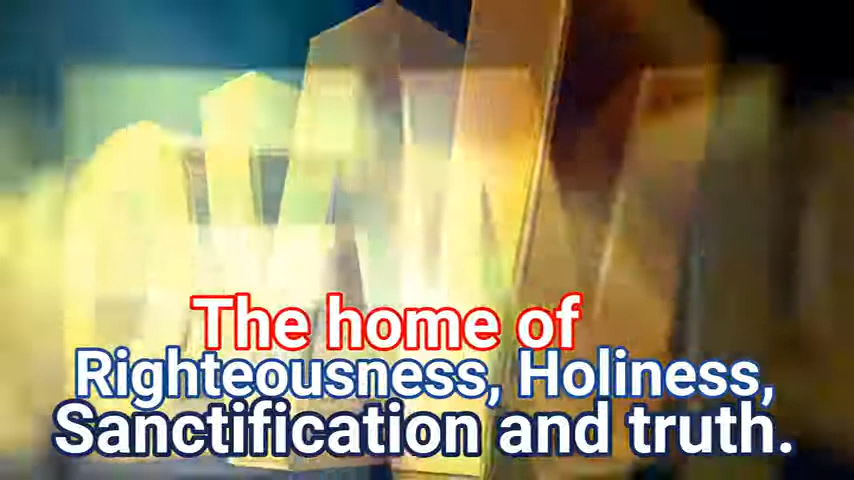 The home of
Righteousness, Holiness,
Sanctification and truth.